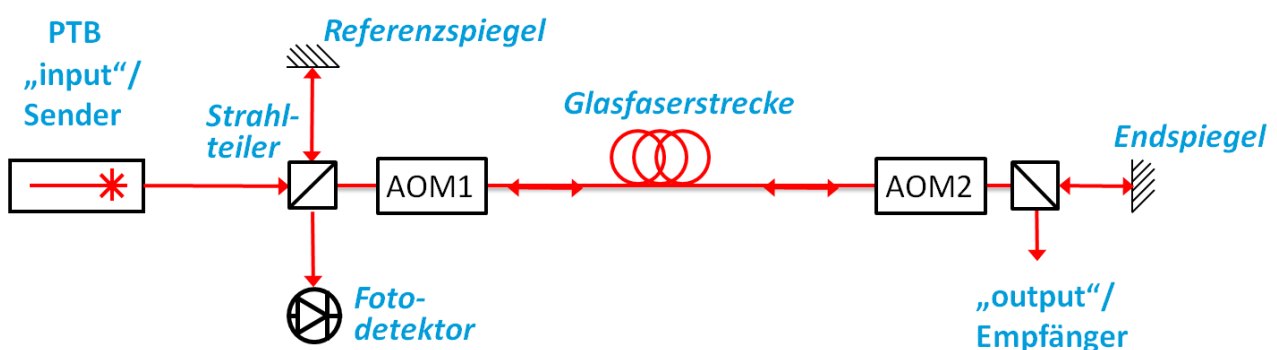 PTB
„input“/
Sender
Referenzspiegel
Strahl-
teiler
Glasfaserstrecke
Endspiegel
AOM1
AOM2
Foto-
detektor
„output“/
Empfänger